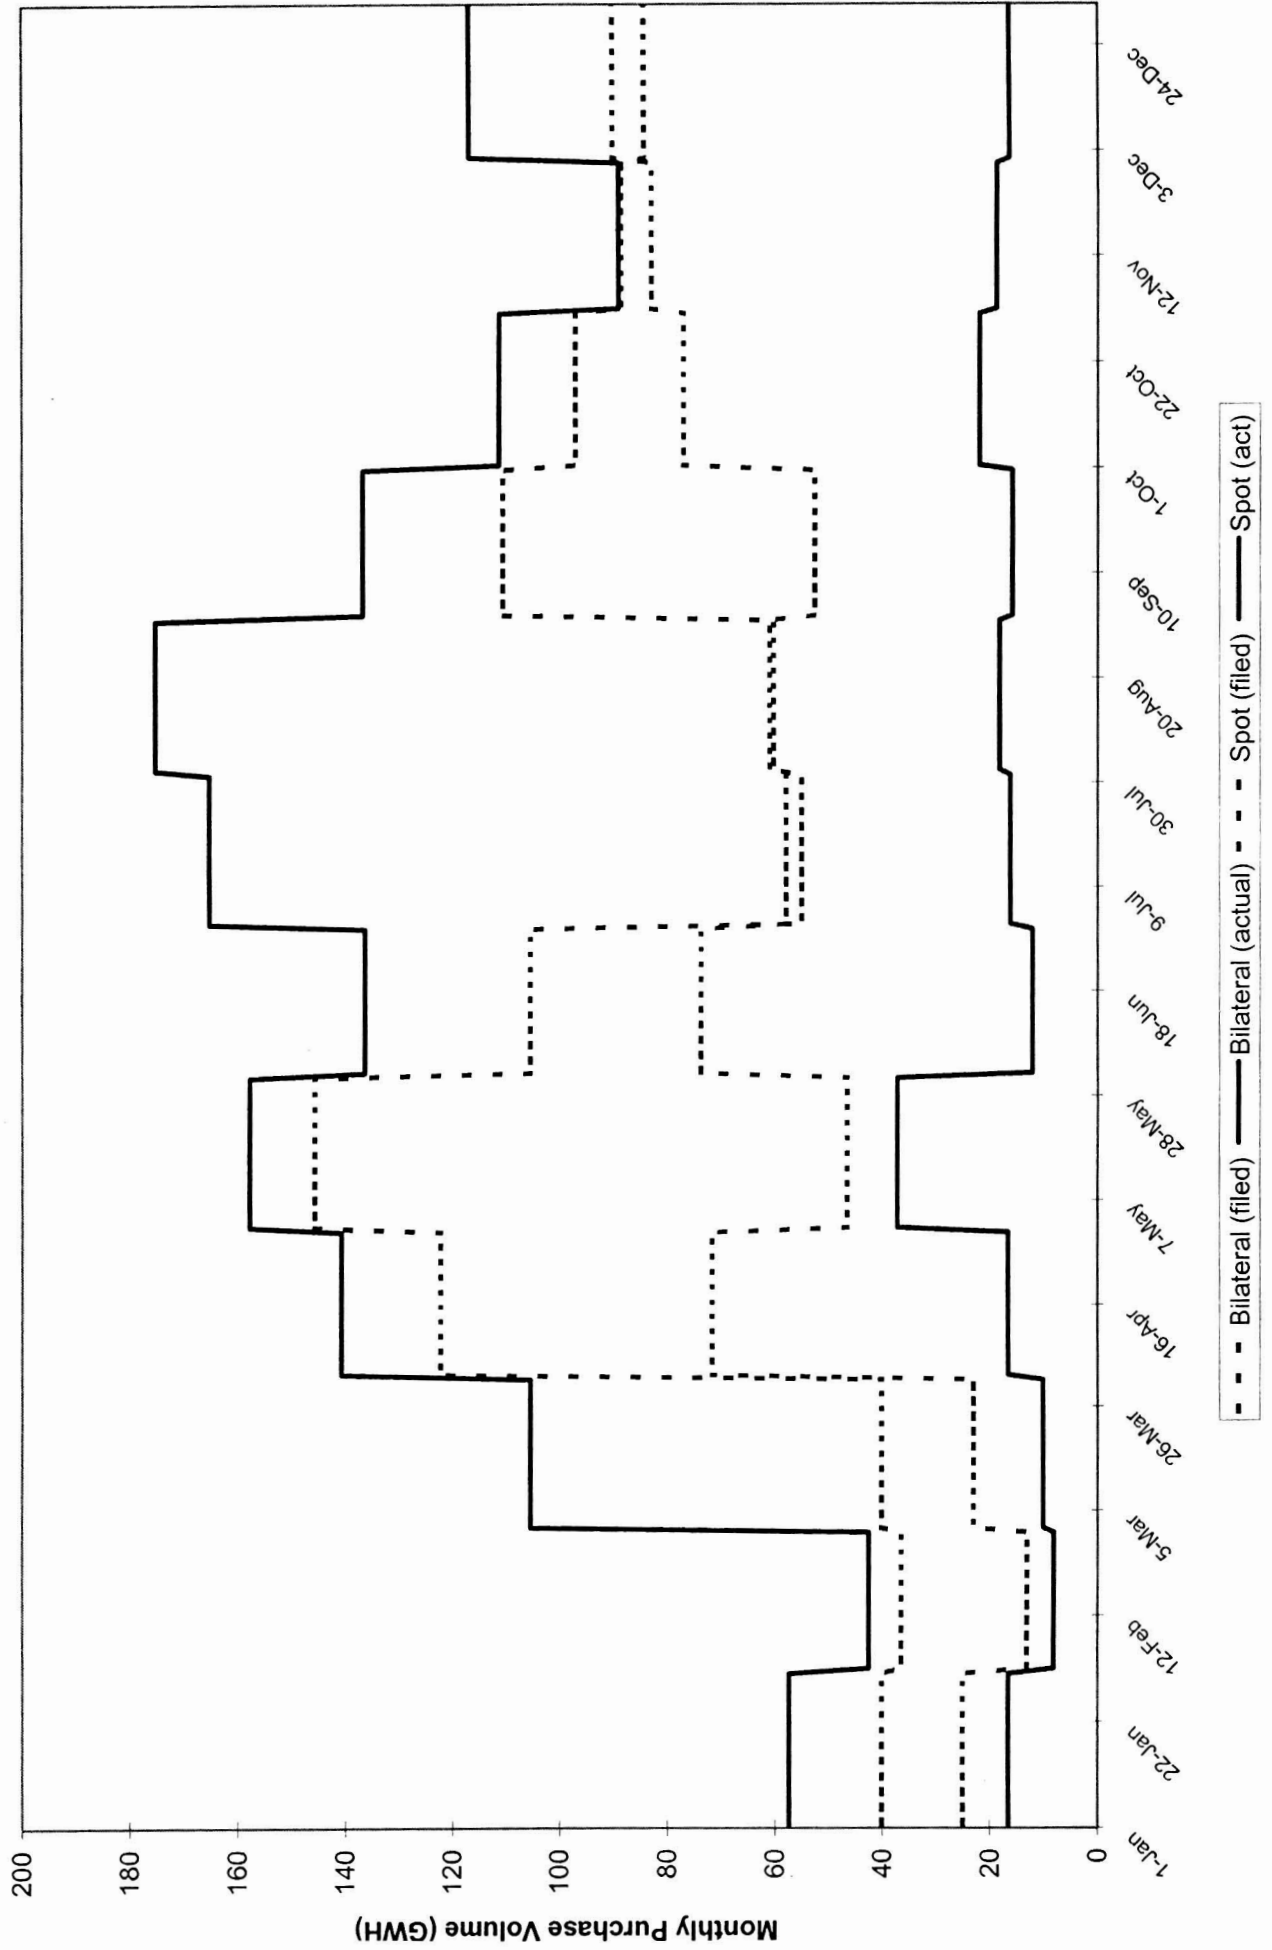 Monthly Purchase Volume (GWH)
200
180
160
140
120
100
80
60
40
20
0
1-Jan
22-Jan
12-Feb
5-Mar
26-Mar
16-Apr
7-May
28-May
18-Jun
9-Jul
30-Jul
20-Aug
10-Sep
1-Oct
22-Oct
12-Nov
3-Dec
24-Dec
Bilateral (filed) Bilateral (actual) Spot (filed) Spot (act)